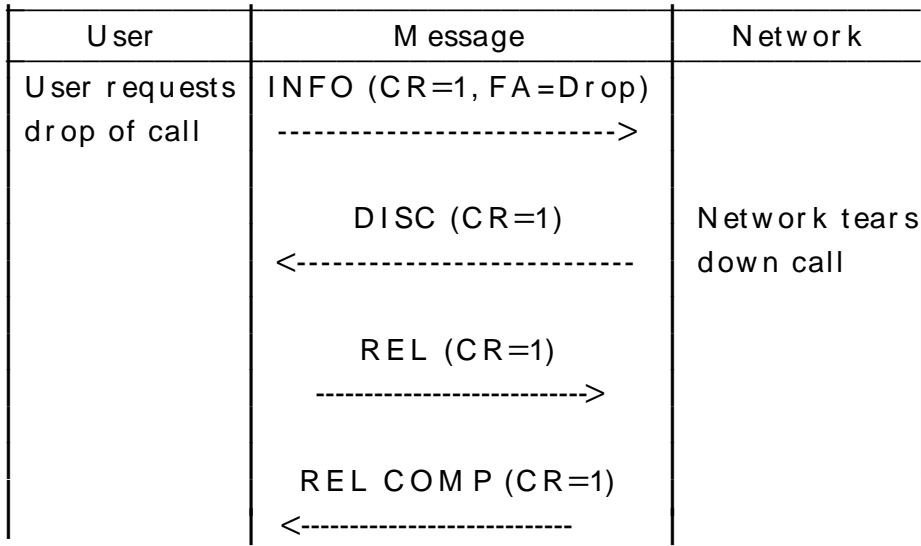 User Message Network
User requests INFO (CR=1, FA=Drop)
drop of call ---------------------------->
DISC (CR=1) Network tears
<---------------------------- down call
REL (CR=1)
---------------------------->
REL COMP (CR=1)
<----------------------------